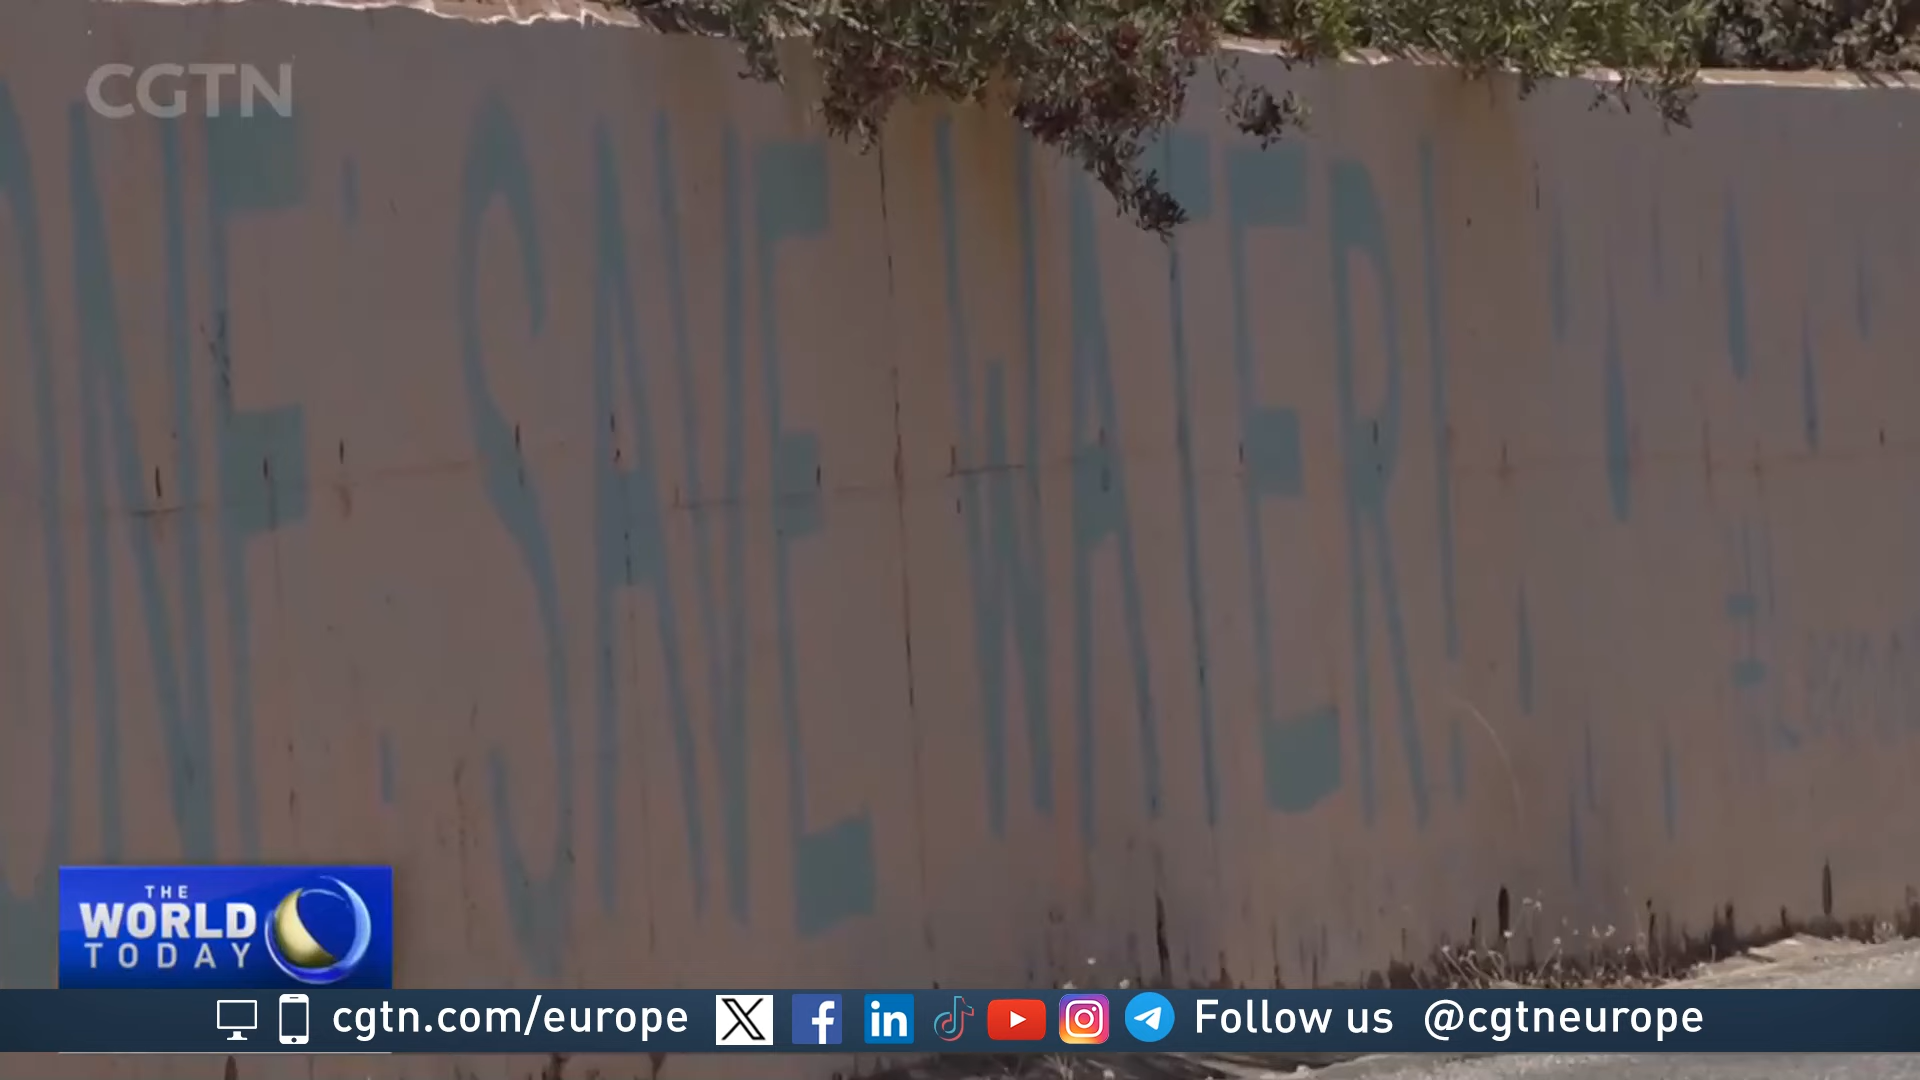 CGTN
ONE: SAVE WATER!
THE
WORLD
TODAY
cgtn.com/europe Follow us @cgtneurope